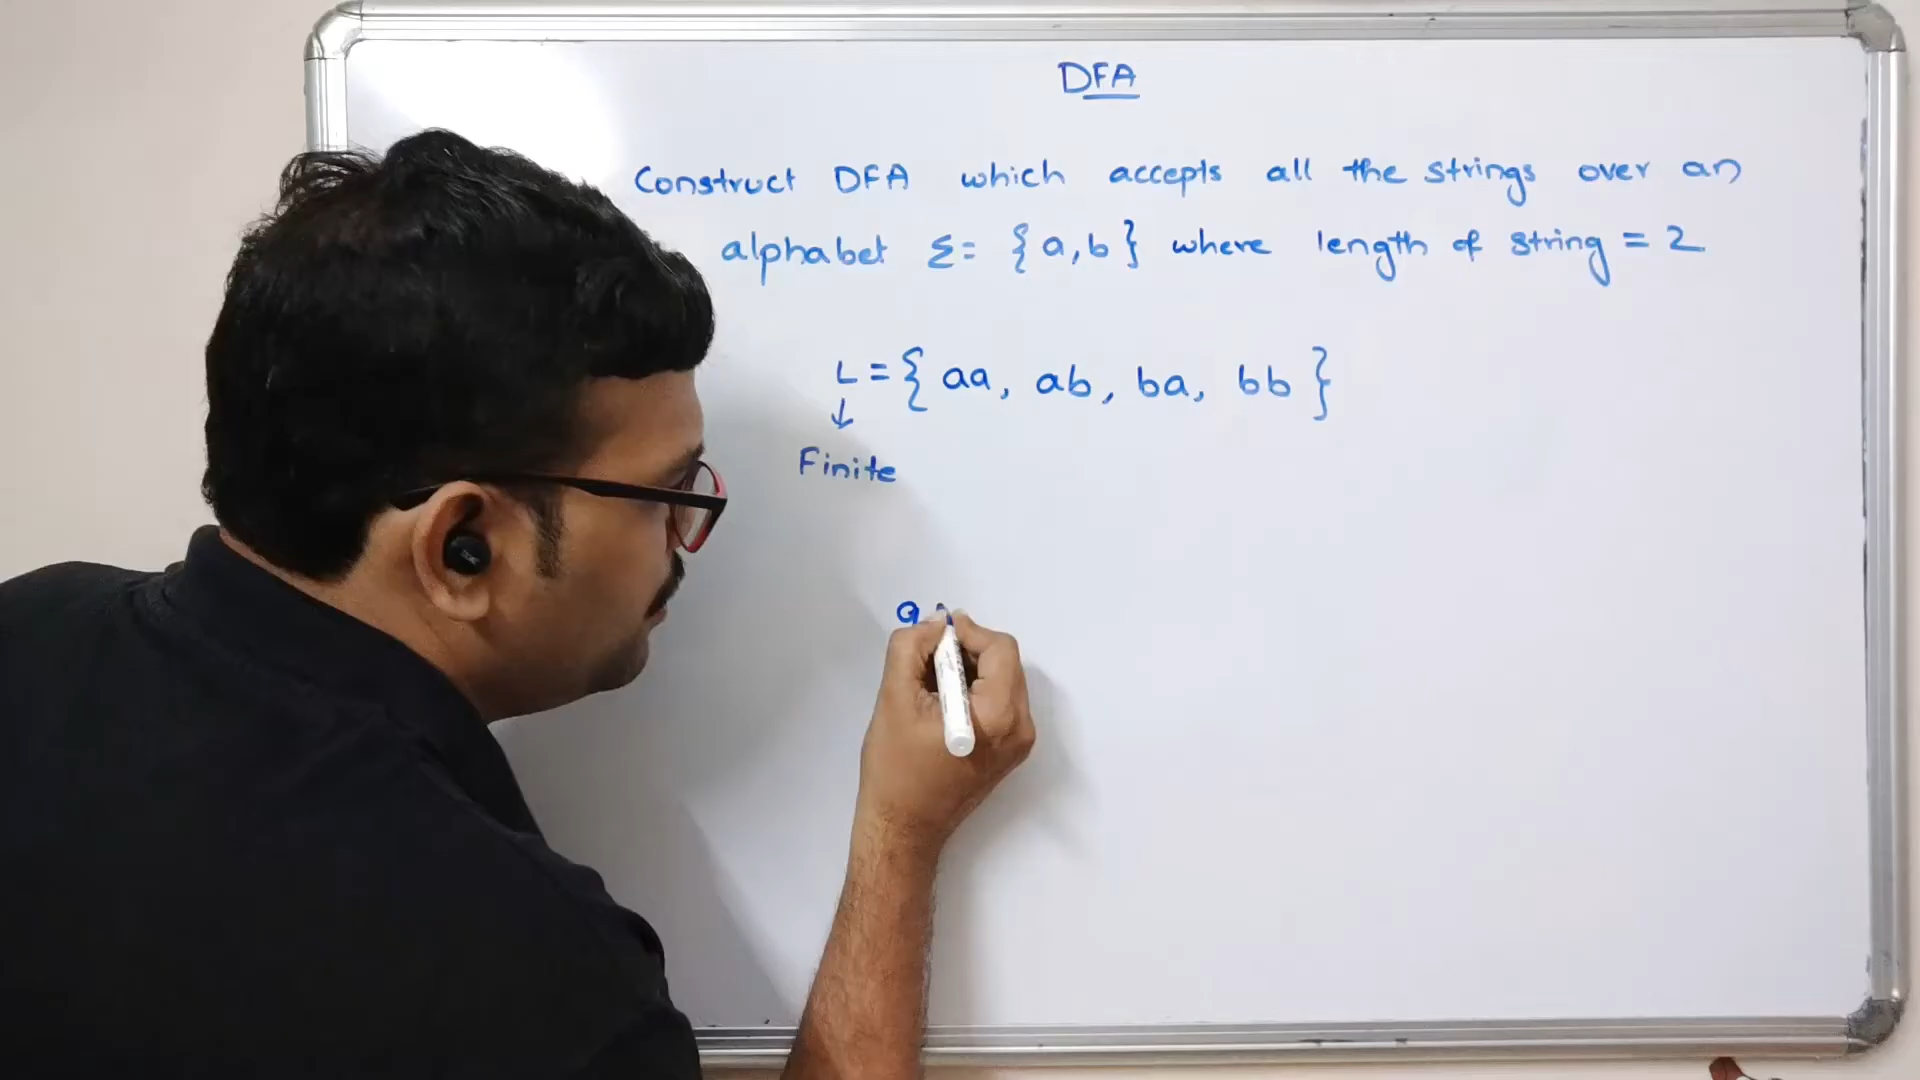 DFA
Construct DFA which accepts all the strings over an
alphabet Σ= {a,b} where length of string = 2
L = { aa, ab, ba, bb }
↓
Finite
a